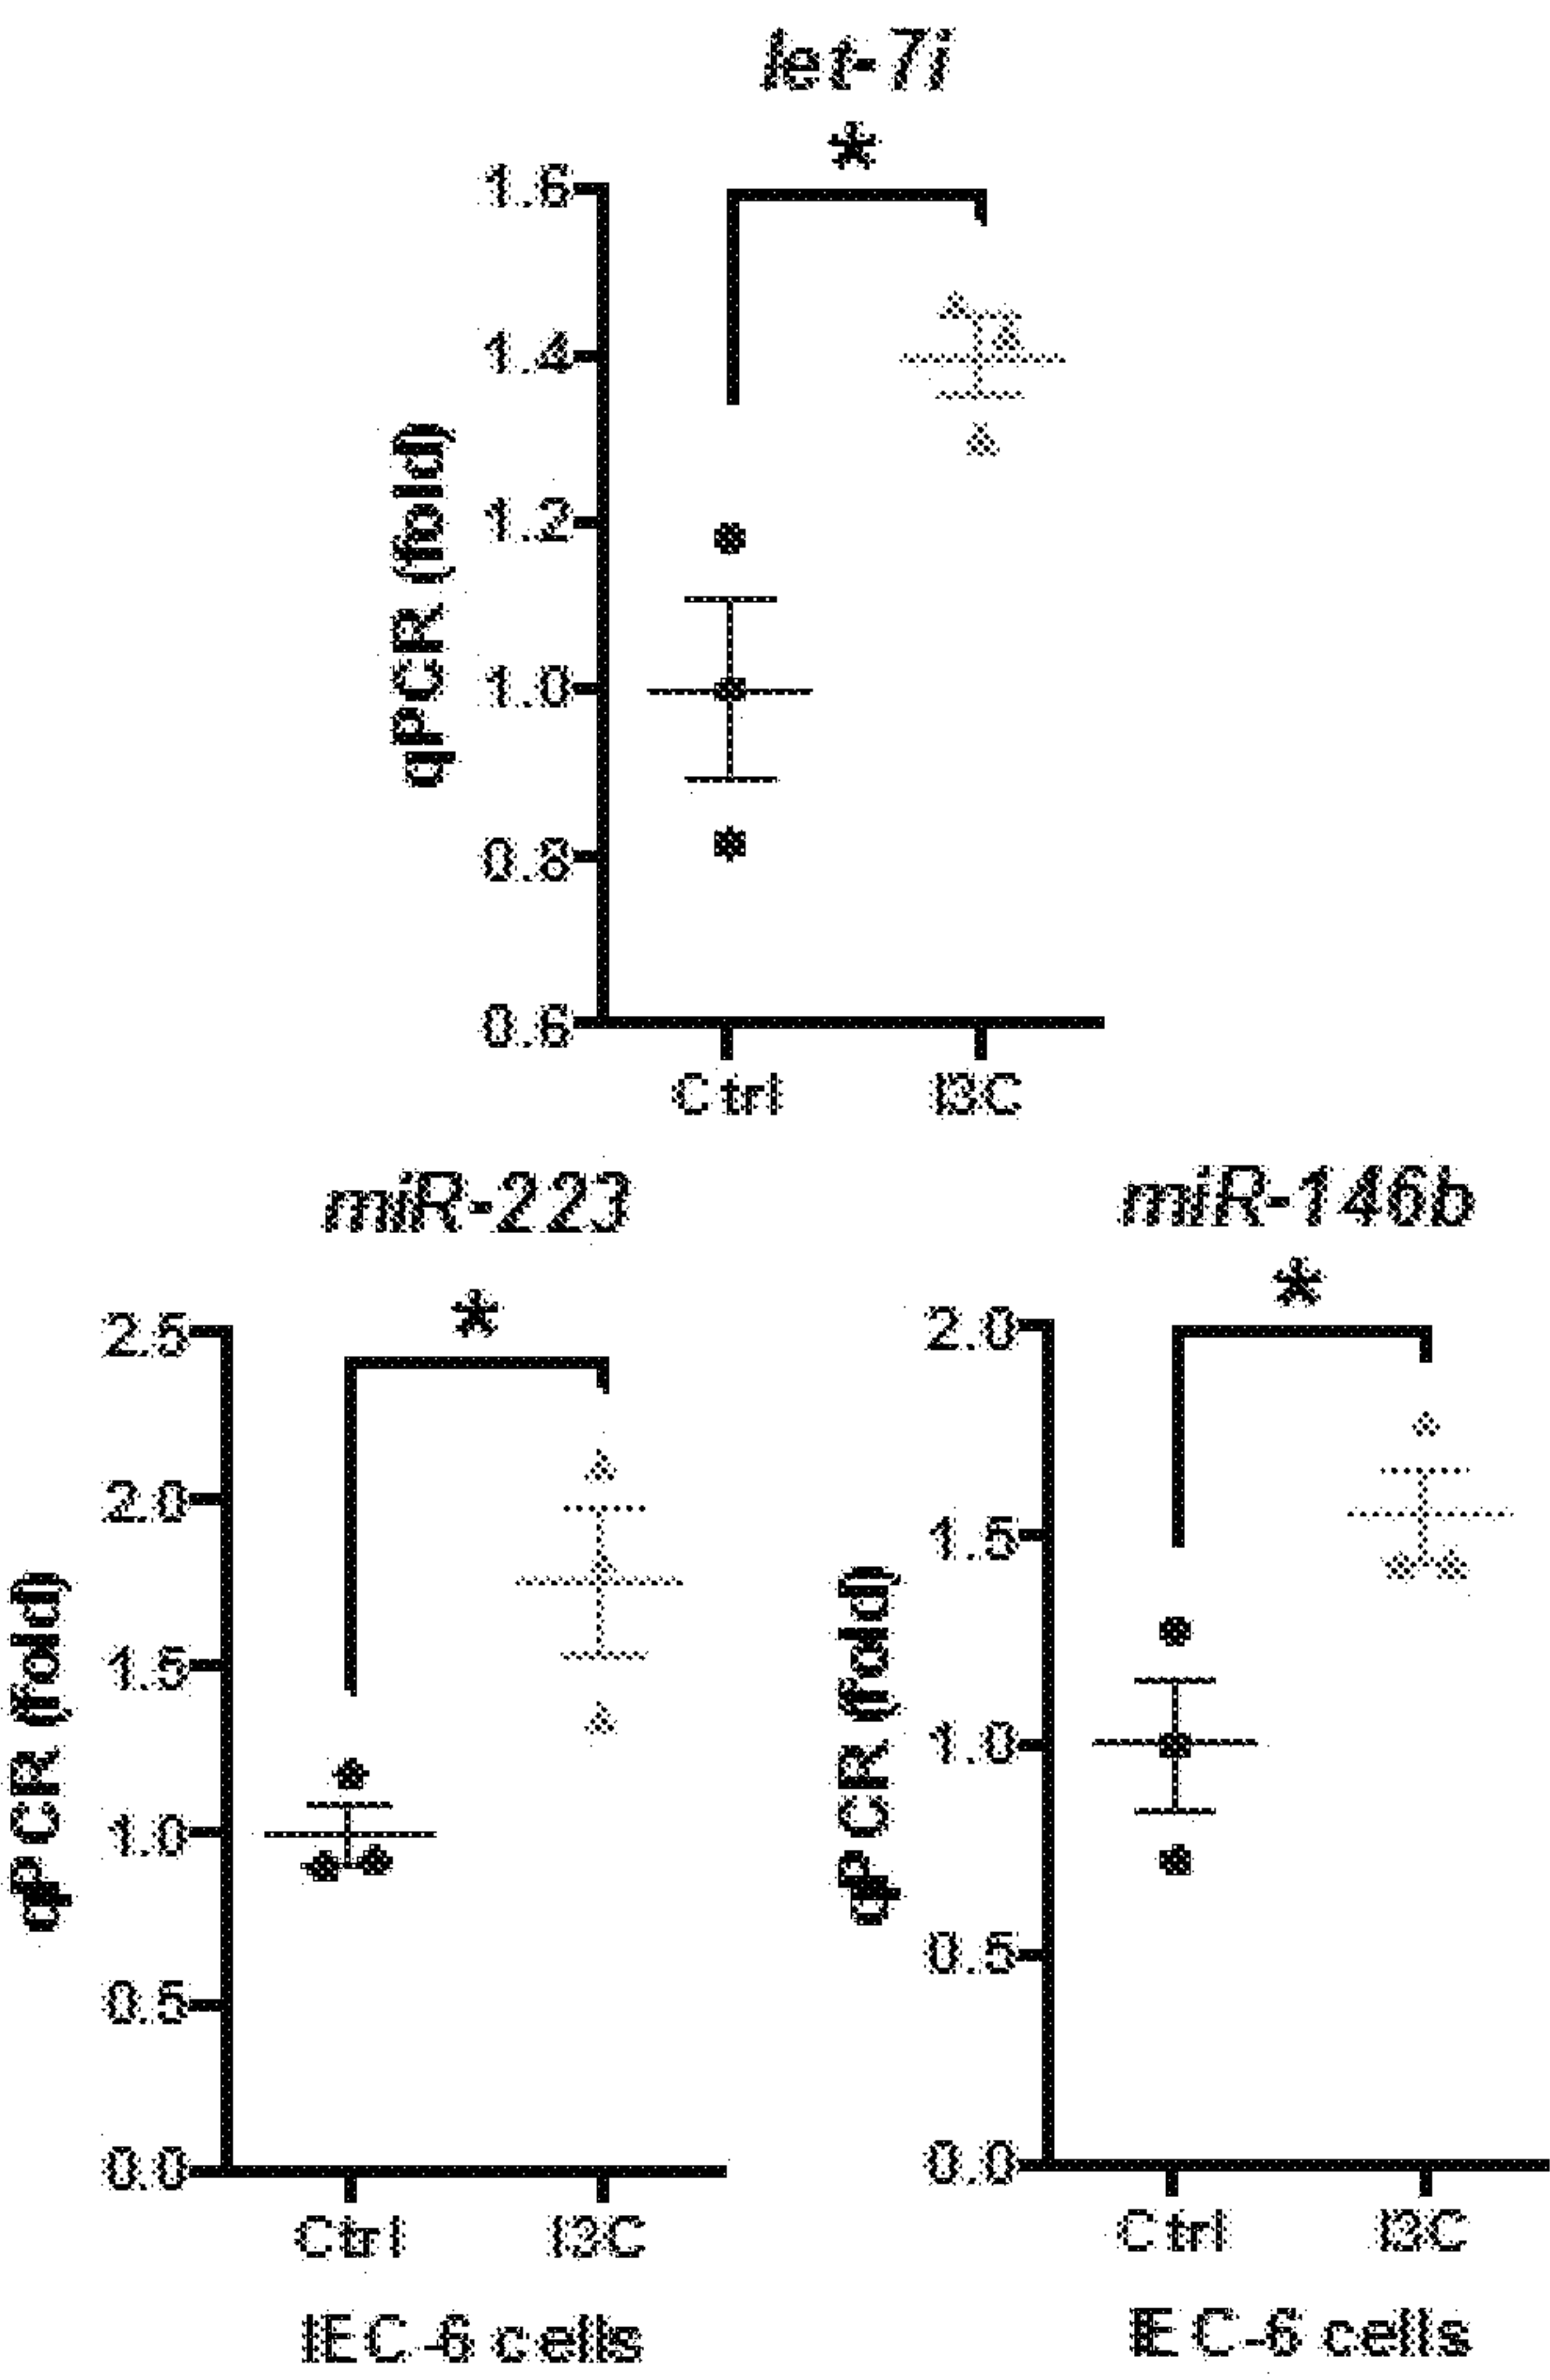 let-7i
*
1.6
1.4
1.2
1.0
0.8
0.6
qPCR (fold)
Ctrl I3C
miR-223
*
2.5
2.0
1.5
1.0
0.5
0.0
qPCR (fold)
Ctrl I3C
IEC-6 cells
miR-146b
*
2.0
1.5
1.0
0.5
0.0
qPCR (fold)
Ctrl I3C
IEC-6 cells